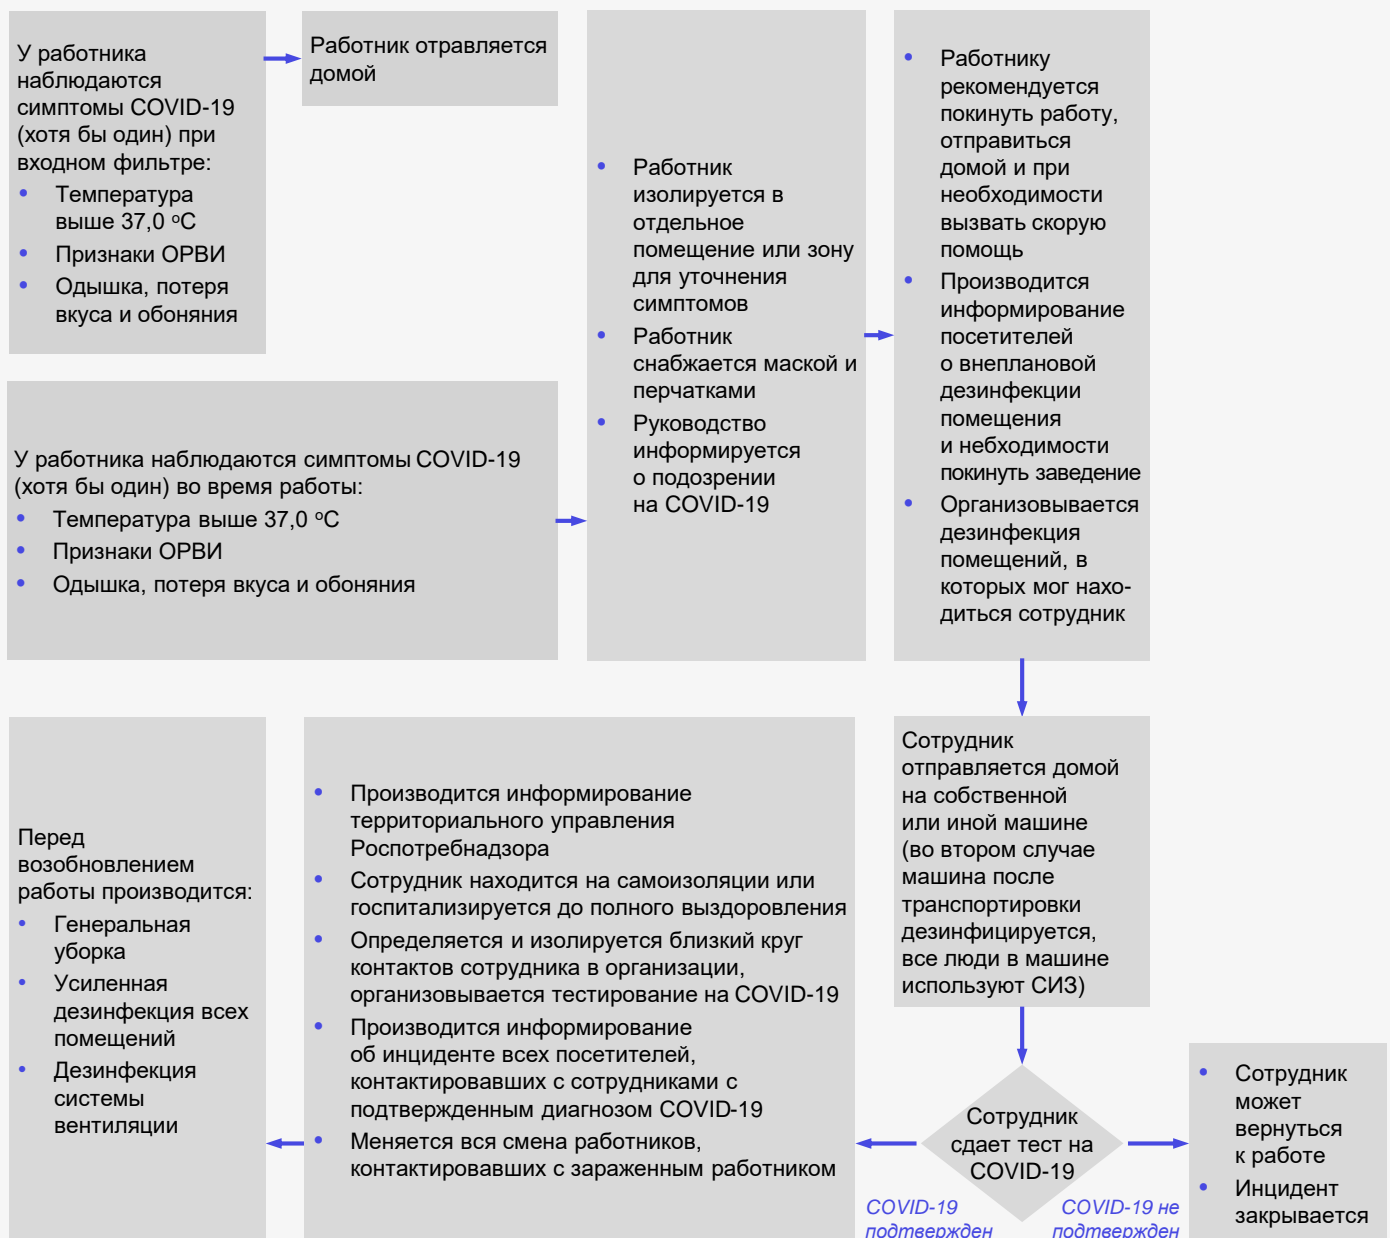 У работника
наблюдаются
симптомы COVID-19
(хотя бы один) при
входном фильтре:
• Температура
выше 37,0 ᵒС
• Признаки ОРВИ
• Одышка, потеря
вкуса и обоняния
Работник отравляется
домой
У работника наблюдаются симптомы COVID-19
(хотя бы один) во время работы:
• Температура выше 37,0 ᵒС
• Признаки ОРВИ
• Одышка, потеря вкуса и обоняния
• Работник
изолируется в
отдельное
помещение или зону
для уточнения
симптомов
• Работник
снабжается маской и
перчатками
• Руководство
информируется
о подозрении
на COVID-19
• Работнику
рекомендуется
покинуть работу,
отправиться
домой и при
необходимости
вызвать скорую
помощь
• Производится
информирование
посетителей
о внеплановой
дезинфекции
помещения
и небходимости
покинуть заведение
• Организовывается
дезинфекция
помещений, в
которых мог нахо-
диться сотрудник
Сотрудник
отправляется домой
на собственной
или иной машине
(во втором случае
машина после
транспортировки
дезинфицируется,
все люди в машине
используют СИЗ)
Сотрудник
сдает тест на
COVID-19
COVID-19
подтвержден
COVID-19 не
подтвержден
• Сотрудник
может
вернуться
к работе
• Инцидент
закрывается
• Производится информирование
территориального управления
Роспотребнадзора
• Сотрудник находится на самоизоляции или
госпитализируется до полного выздоровления
• Определяется и изолируется близкий круг
контактов сотрудника в организации,
организовывается тестирование на COVID-19
• Производится информирование
об инциденте всех посетителей,
контактировавших с сотрудниками с
подтвержденным диагнозом COVID-19
• Меняется вся смена работников,
контактировавших с зараженным работником
Перед
возобновлением
работы производится:
• Генеральная
уборка
• Усиленная
дезинфекция всех
помещений
• Дезинфекция
системы
вентиляции